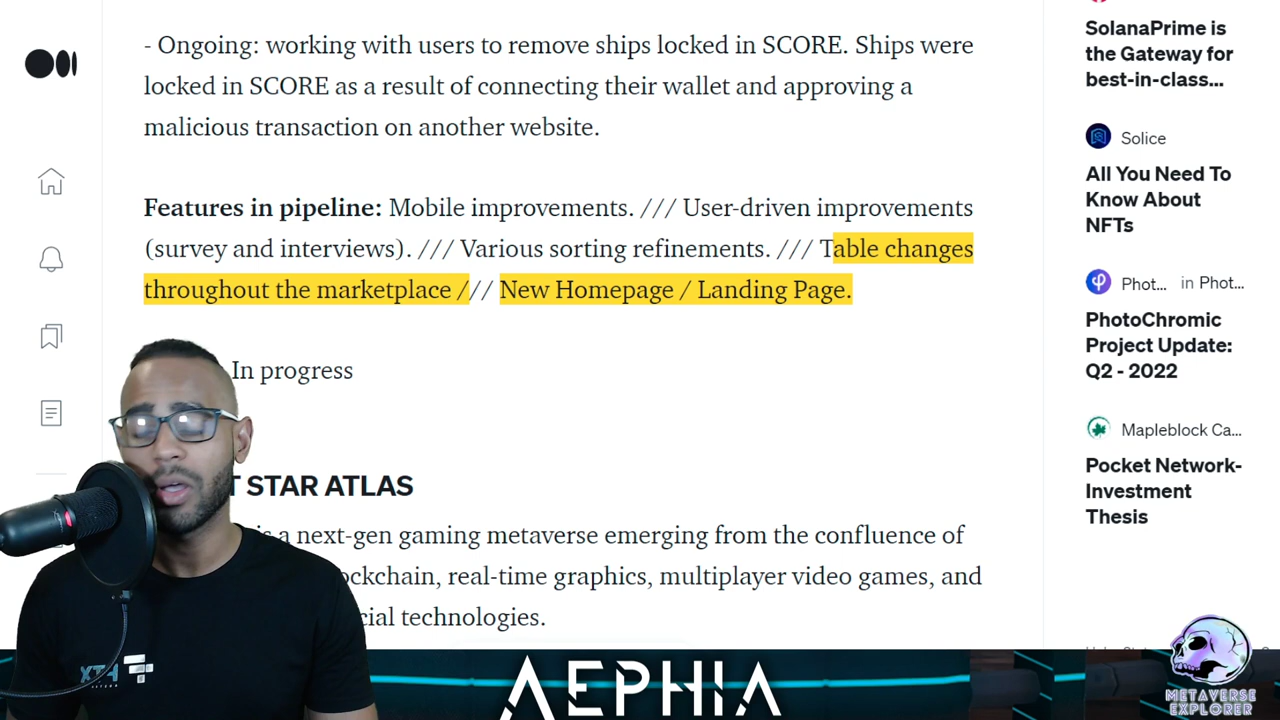 - Ongoing: working with users to remove ships locked in SCORE. Ships were
locked in SCORE as a result of connecting their wallet and approving a
malicious transaction on another website.
Features in pipeline: Mobile improvements. /// User-driven improvements
(survey and interviews). /// Various sorting refinements. /// Table changes
throughout the marketplace /// New Homepage / Landing Page.
In progress
STAR ATLAS
a next-gen gaming metaverse emerging from the confluence of
real-time graphics, multiplayer video games, and
technologies.
SolanaPrime is
the Gateway for
best-in-class...
Solice
All You Need To
Know About
NFTs
Phot... in Phot...
PhotoChromic
Project Update:
Q2 - 2022
Mapleblock Ca...
Pocket Network-
Investment
Thesis
AEPHIA
METAVERSE
EXPLORER